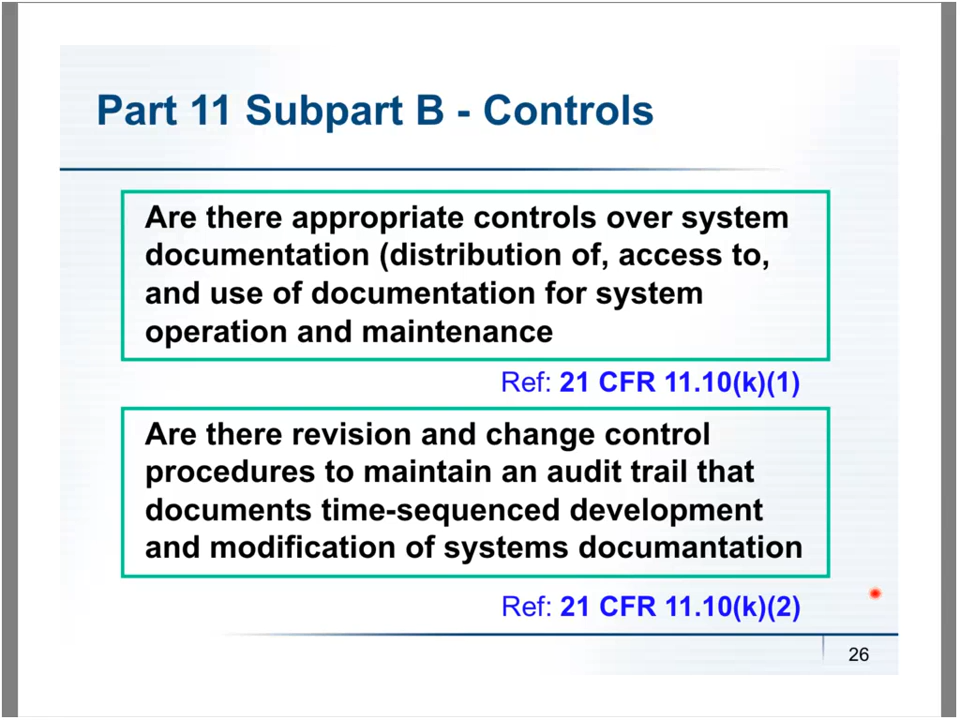 Part 11 Subpart B - Controls
Are there appropriate controls over system
documentation (distribution of, access to,
and use of documentation for system
operation and maintenance
Ref: 21 CFR 11.10(k)(1)
Are there revision and change control
procedures to maintain an audit trail that
documents time-sequenced development
and modification of systems documantation
Ref: 21 CFR 11.10(k)(2)
26